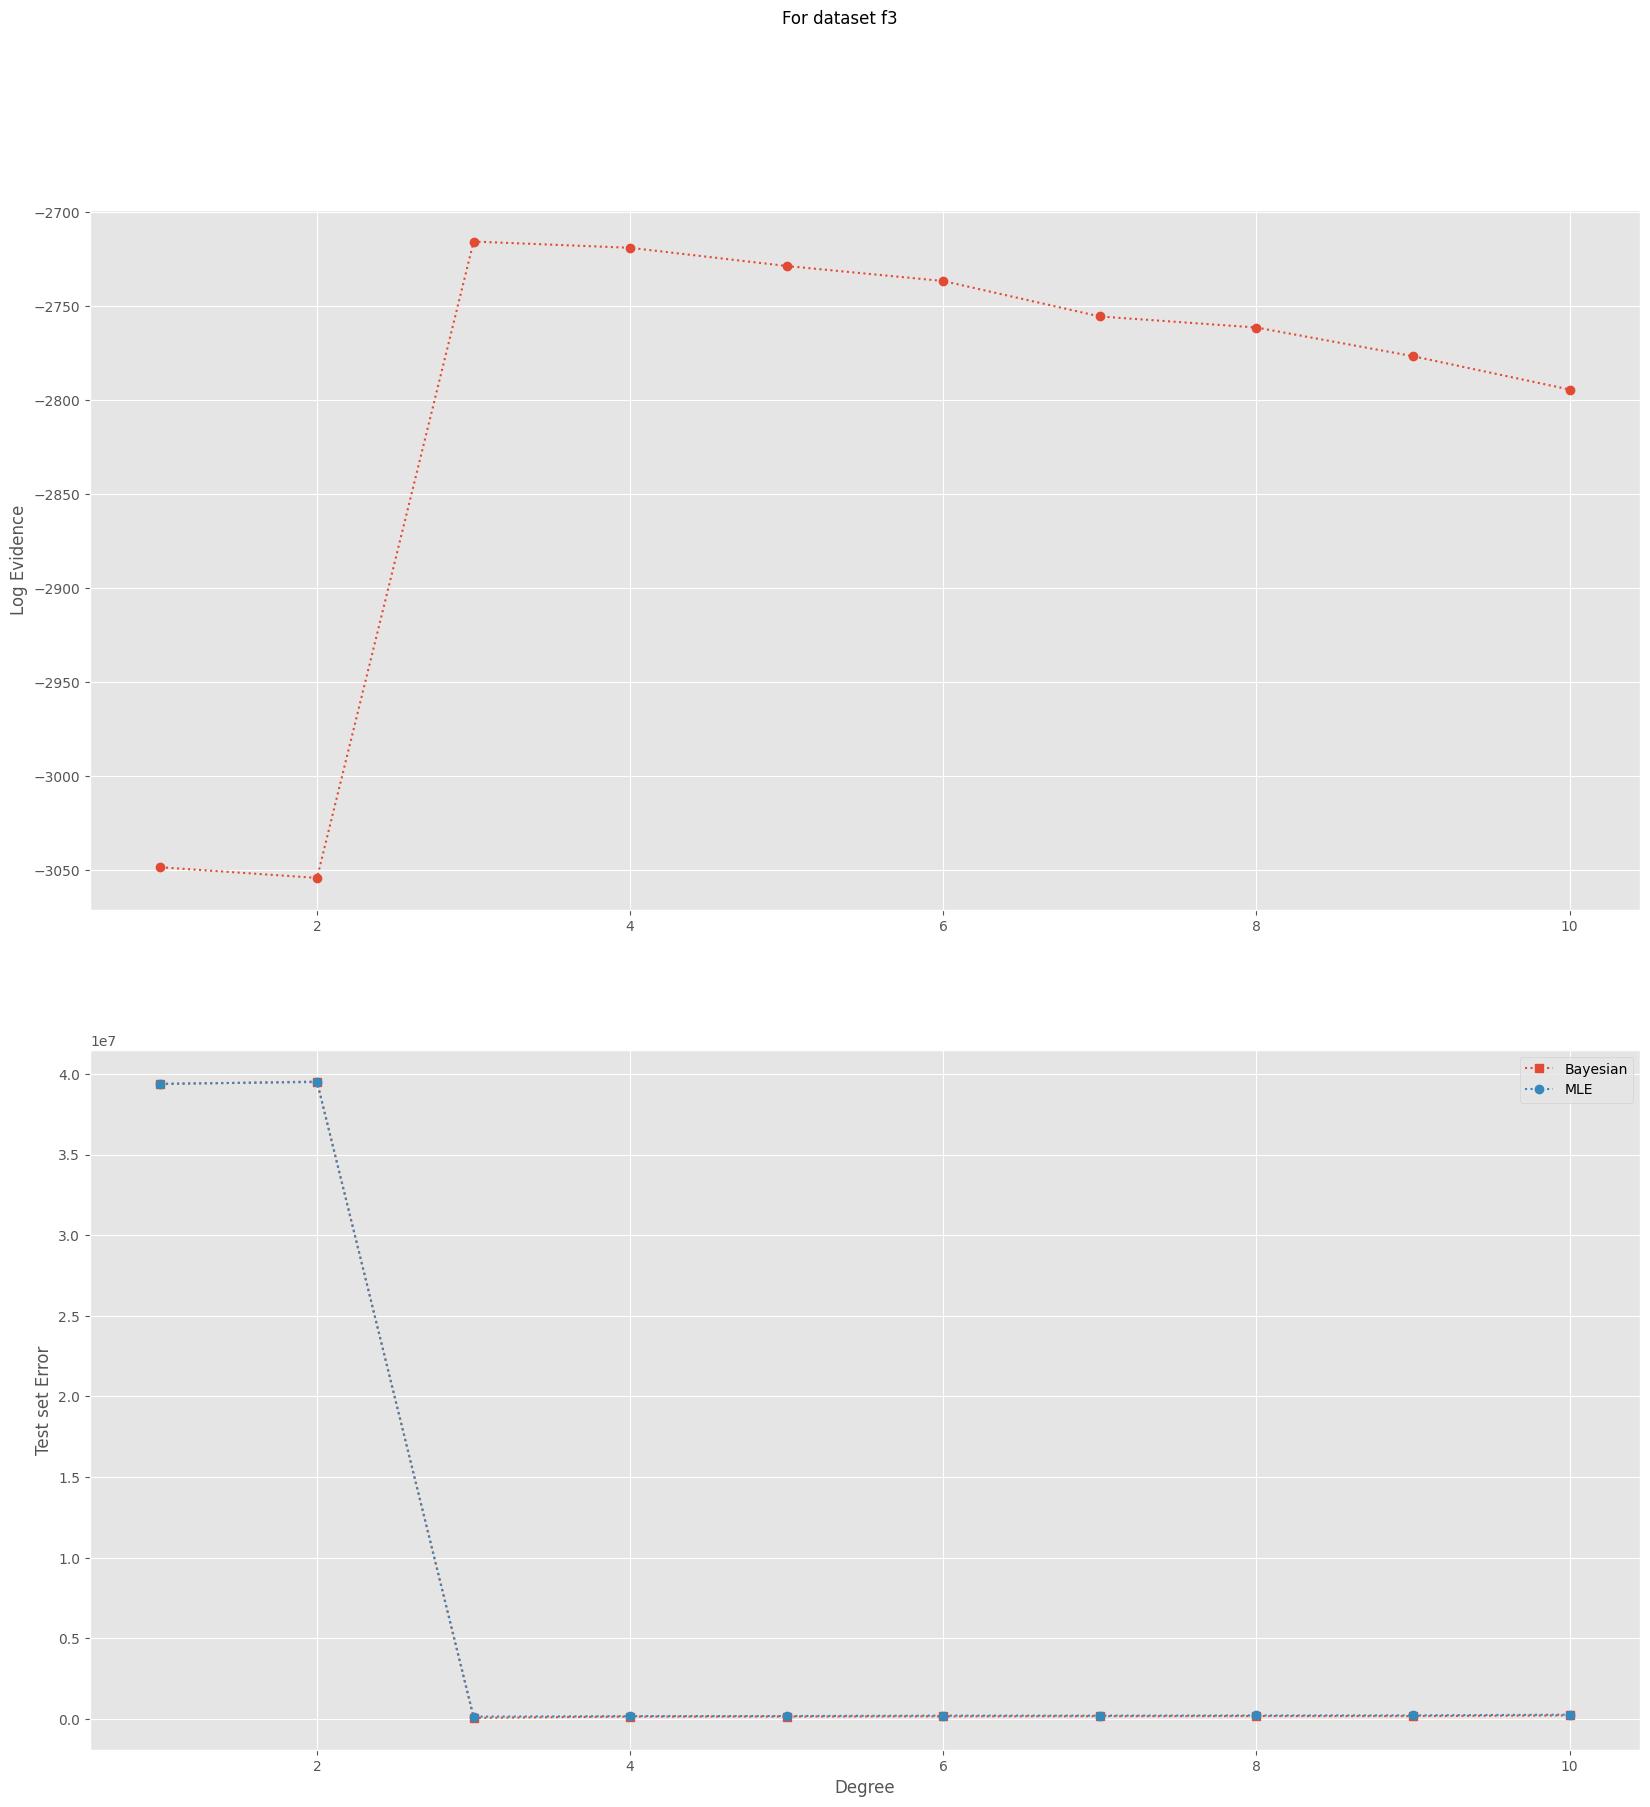 For dataset f3
−2700
−2750
−2800
−2850
−2900
−2950
−3000
−3050
Log Evidence
2 4 6 8 10
1e7
4.0
3.5
3.0
2.5
2.0
1.5
1.0
0.5
0.0
Test set Error
Bayesian
MLE
2 4 6 8 10
Degree